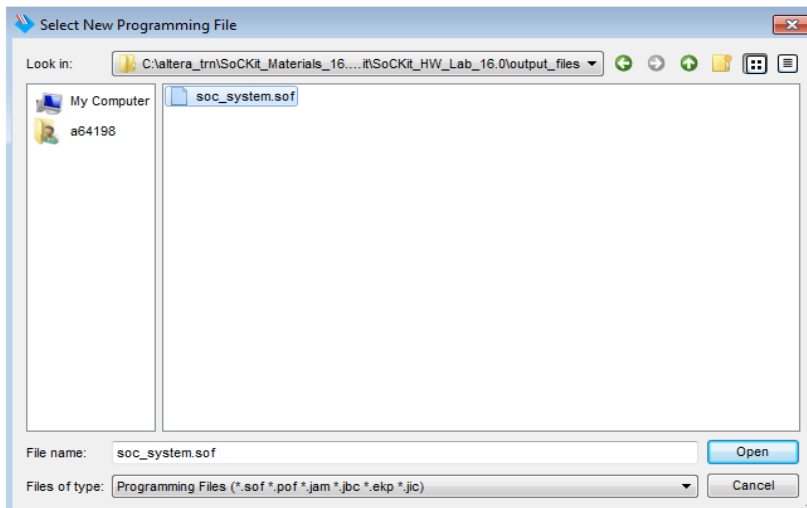 Select New Programming File
Look in: C:\altera_trn\SoCKit_Materials_16....it\SoCKit_HW_Lab_16.0\output_files
My Computer
a64198
soc_system.sof
File name: soc_system.sof Open
Files of type: Programming Files (*.sof *.pof *.jam *.jbc *.ekp *.jic) Cancel